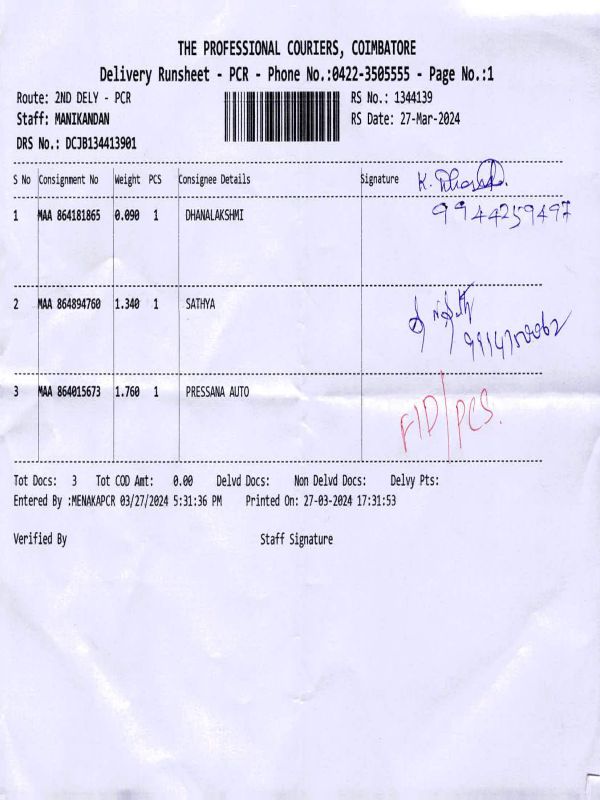 THE PROFESSIONAL COURIERS, COIMBATORE
Delivery Runsheet - PCR - Phone No.:0422-3505555 - Page No.:1
Route: 2ND DELY - PCR RS No.: 1344139
Staff: MANIKANDAN RS Date: 27-Mar-2024
DRS No.: DCJB134413901
S No Consignment No Weight PCS Consignee Details Signature K.
1 MAA 864181865 0.090 1 DHANALAKSHMI 9944259497
2 MAA 864894760 1.340 1 SATHYA
3 MAA 864015673 1.760 1 PRESSANA AUTO
FID/PCS.
Tot Docs: 3 Tot COD Amt: 0.00 Delvd Docs: Non Delvd Docs: Delvy Pts:
Entered By :MENAKAPCR 03/27/2024 5:31:36 PM Printed On: 27-03-2024 17:31:53
Verified By Staff Signature